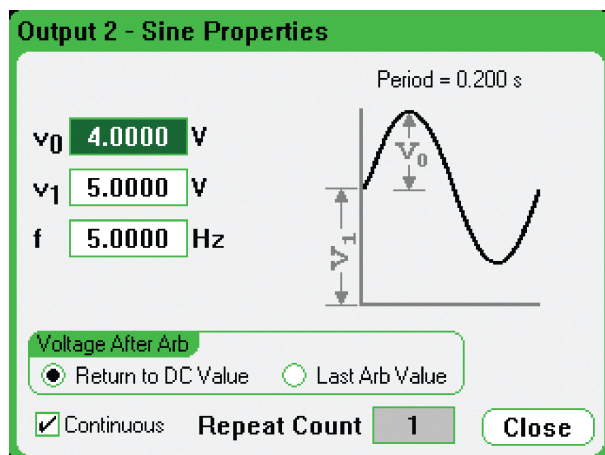 Output 2 - Sine Properties
Period = 0.200 s
v0 4.0000 V
v1 5.0000 V
f 5.0000 Hz
V0
V1
Voltage After Arb
Return to DC Value Last Arb Value
Continuous Repeat Count 1 Close